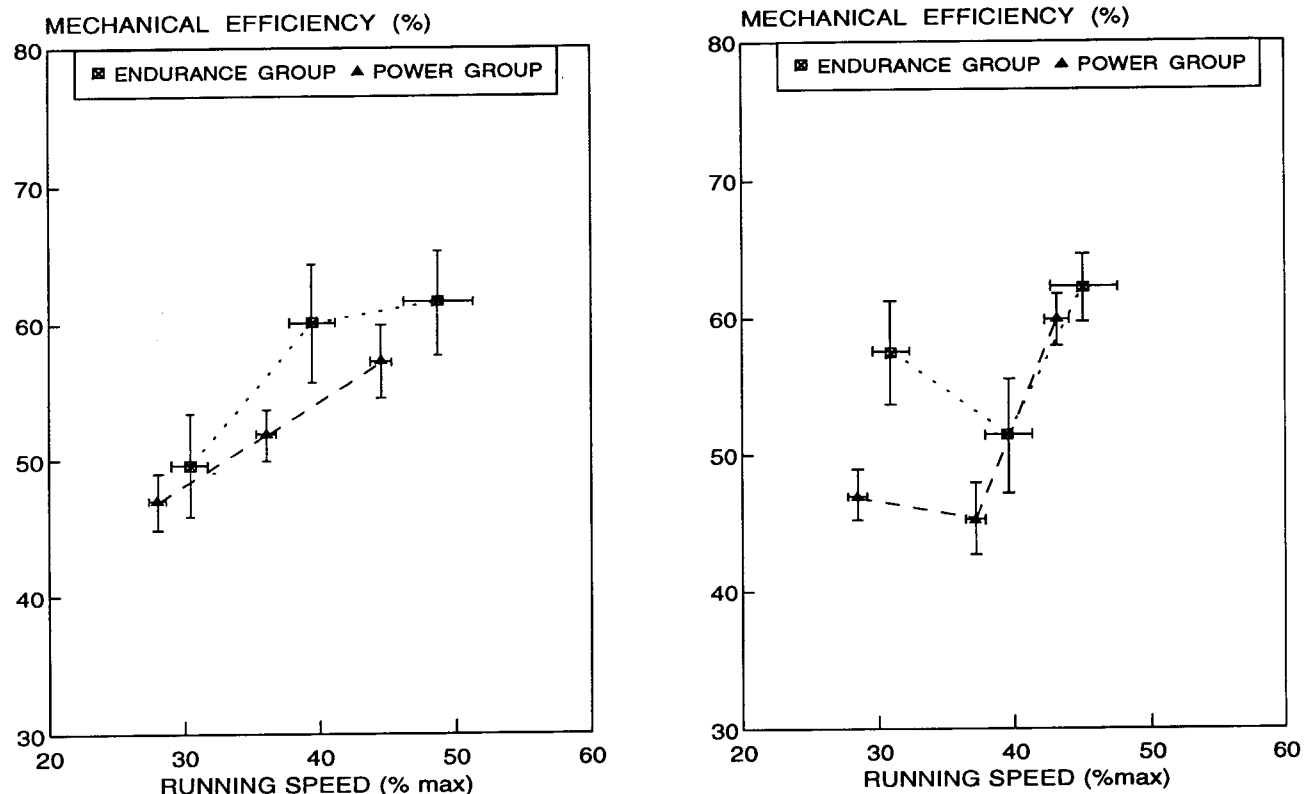 MECHANICAL EFFICIENCY (%)
80
ENDURANCE GROUP POWER GROUP
70
60
50
40
30
20 30 40 50 60
RUNNING SPEED (% max)
MECHANICAL EFFICIENCY (%)
80
ENDURANCE GROUP POWER GROUP
70
60
50
40
30
20 30 40 50 60
RUNNING SPEED (%max)